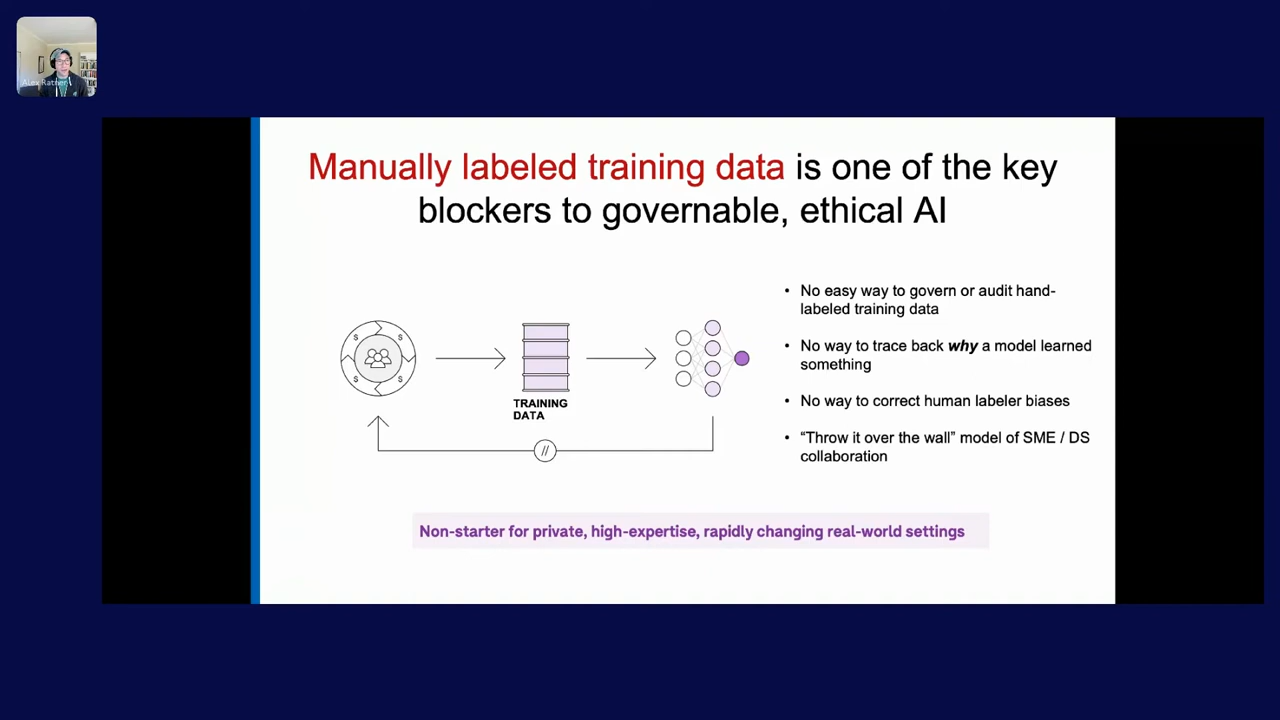 Alex Ratner
Manually labeled training data is one of the key
blockers to governable, ethical AI
$ $
$ $
TRAINING
DATA
//
• No easy way to govern or audit hand-
labeled training data
• No way to trace back why a model learned
something
• No way to correct human labeler biases
• “Throw it over the wall” model of SME / DS
collaboration
Non-starter for private, high-expertise, rapidly changing real-world settings